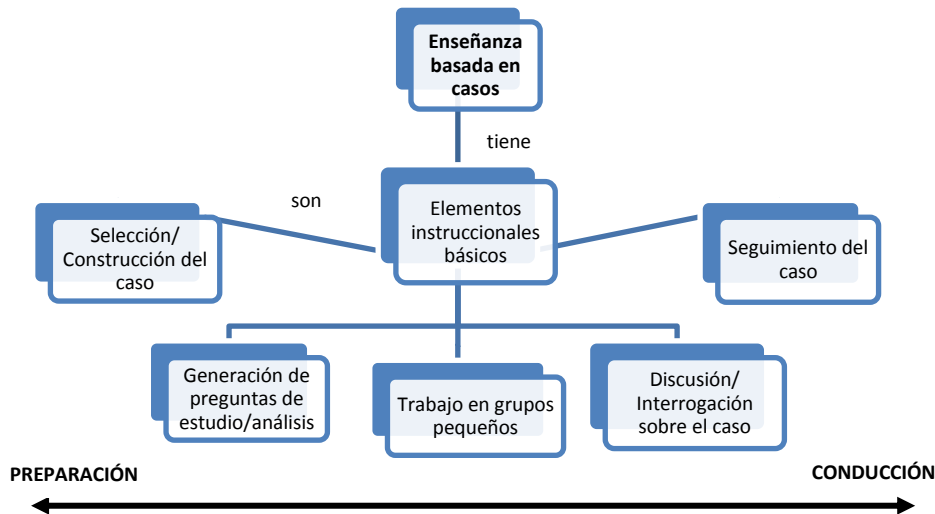 Enseñanza
basada en
casos
tiene
son
Elementos
instruccionales
básicos
Selección/
Construcción del
caso
Seguimiento del
caso
Generación de
preguntas de
estudio/análisis
Trabajo en grupos
pequeños
Discusión/
Interrogación
sobre el caso
PREPARACIÓN
CONDUCCIÓN